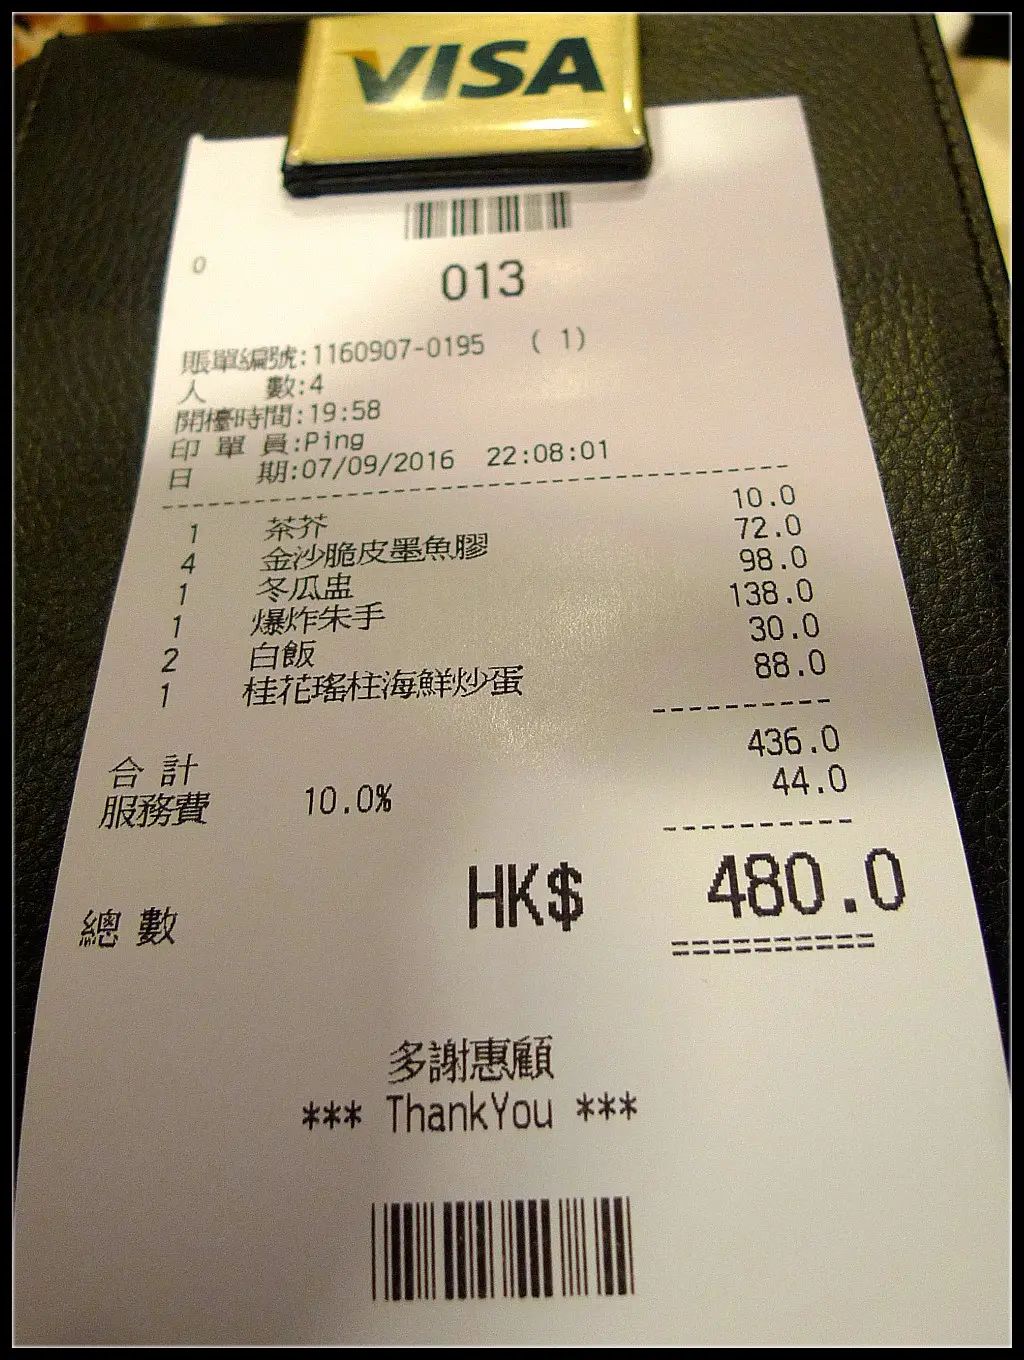 VISA
0
013
賬單編號:1160907-0195 ( 1)
人 數:4
開檯時間:19:58
印 單 員:Ping
日 期:07/09/2016 22:08:01
1 茶芥 10.0
4 金沙脆皮墨魚膠 72.0
1 冬瓜盅 98.0
1 爆炸朱手 138.0
2 白飯 30.0
1 桂花瑤柱海鮮炒蛋 88.0
合 計 436.0
服務費 10.0% 44.0
總 數 HK$ 480.0
==========
多謝惠顧
*** ThankYou ***